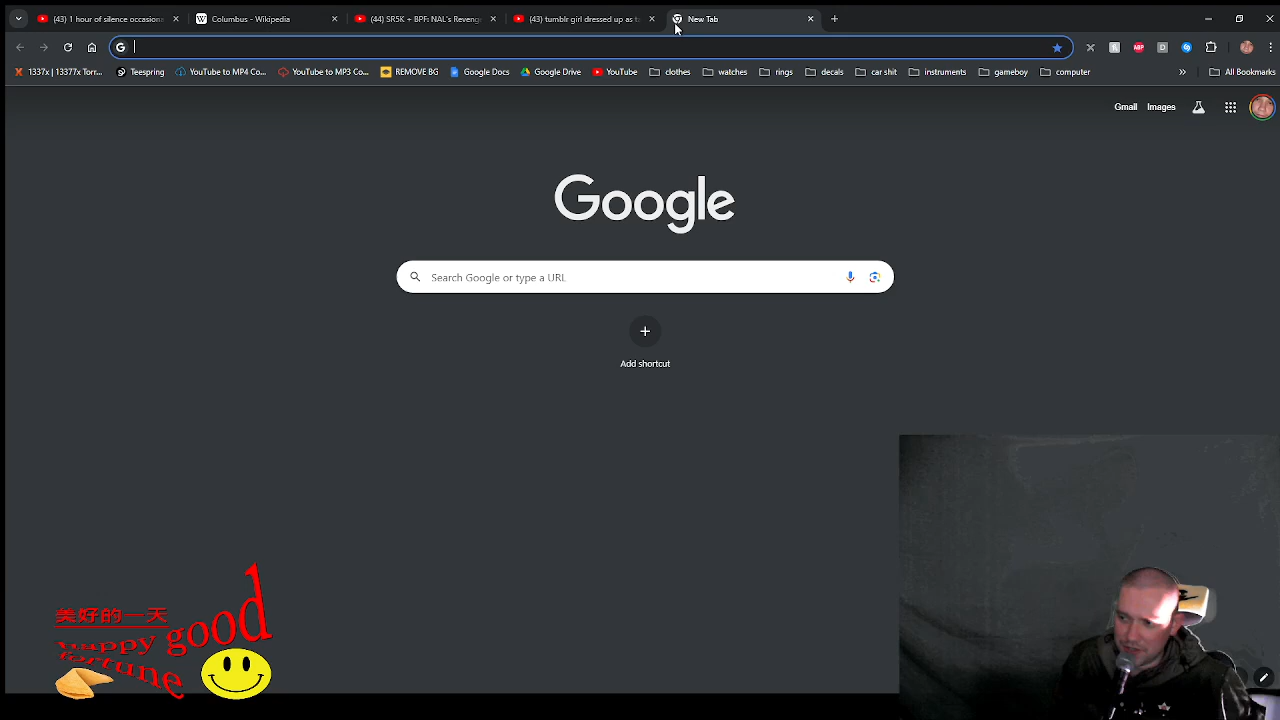 (43) 1 hour of silence occasion
Columbus - Wikipedia
(44) SR5K + BPF: NAL's Reveng
(43) tumblr girl dressed up as ta
New Tab
1337x | 13377x Torr...
Teespring
YouTube to MP4 Co...
YouTube to MP3 Co...
REMOVE BG
Google Docs
Google Drive
YouTube
clothes
watches
rings
decals
car shit
instruments
gameboy
computer
All Bookmarks
Gmail
Images
Google
Search Google or type a URL
Add shortcut
美好的一天
happy good
fortune